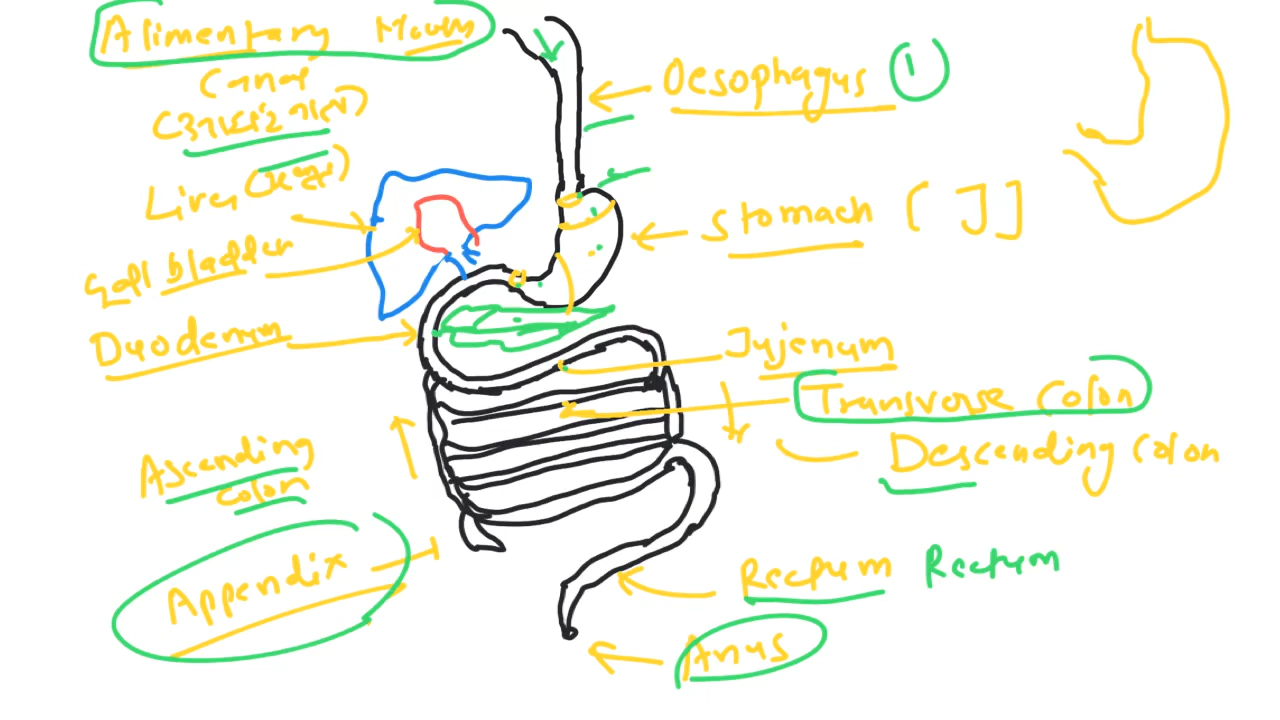 Alimentary Mouth
Canal
Liver
Gall bladder
Duodenum
Ascending
colon
Appendix
Oesophagus 1
Stomach [ J ]
Jujenum
Transverse Colon
Descending Colon
Rectum Rectum
Anus